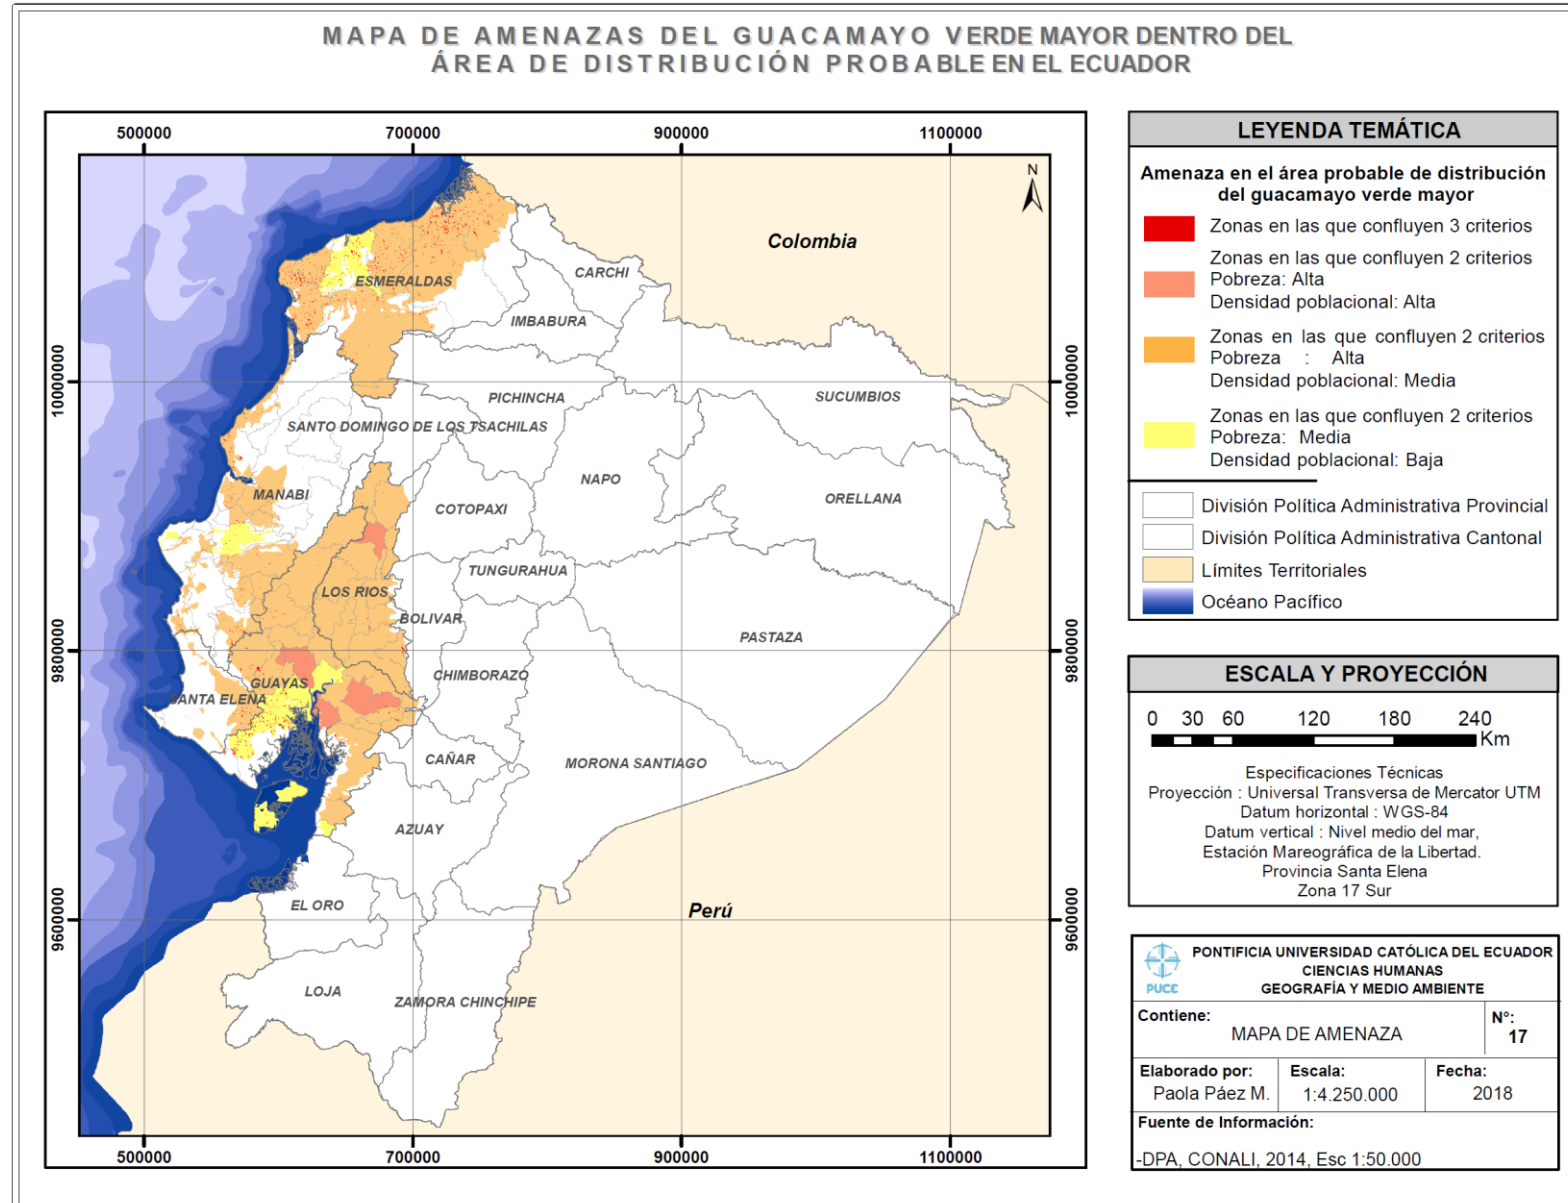 MAPA DE AMENAZAS DEL GUACAMAYO VERDE MAYOR DENTRO DEL
ÁREA DE DISTRIBUCIÓN PROBABLE EN EL ECUADOR
500000 700000 900000 1100000
N
Colombia
CARCHI
ESMERALDAS
IMBABURA
10000000 10000000
PICHINCHA
SUCUMBIOS
SANTO DOMINGO DE LOS TSACHILAS
NAPO
MANABI
ORELLANA
COTOPAXI
TUNGURAHUA
LOS RIOS
BOLIVAR
PASTAZA
9800000 9800000
CHIMBORAZO
GUAYAS
SANTA ELENA
CAÑAR
MORONA SANTIAGO
AZUAY
EL ORO
Perú
9600000 9600000
LOJA
ZAMORA CHINCHIPE
500000 700000 900000 1100000
LEYENDA TEMÁTICA
Amenaza en el área probable de distribución
del guacamayo verde mayor
Zonas en las que confluyen 3 criterios
Zonas en las que confluyen 2 criterios
Pobreza: Alta
Densidad poblacional: Alta
Zonas en las que confluyen 2 criterios
Pobreza : Alta
Densidad poblacional: Media
Zonas en las que confluyen 2 criterios
Pobreza: Media
Densidad poblacional: Baja
División Política Administrativa Provincial
División Política Administrativa Cantonal
Límites Territoriales
Océano Pacífico
ESCALA Y PROYECCIÓN
0 30 60 120 180 240
Km
Especificaciones Técnicas
Proyección : Universal Transversa de Mercator UTM
Datum horizontal : WGS-84
Datum vertical : Nivel medio del mar,
Estación Mareográfica de la Libertad.
Provincia Santa Elena
Zona 17 Sur
PUCE
PONTIFICIA UNIVERSIDAD CATÓLICA DEL ECUADOR
CIENCIAS HUMANAS
GEOGRAFÍA Y MEDIO AMBIENTE
Contiene:
MAPA DE AMENAZA
N°:
17
Elaborado por:
Paola Páez M.
Escala:
1:4.250.000
Fecha:
2018
Fuente de Información:
-DPA, CONALI, 2014, Esc 1:50.000